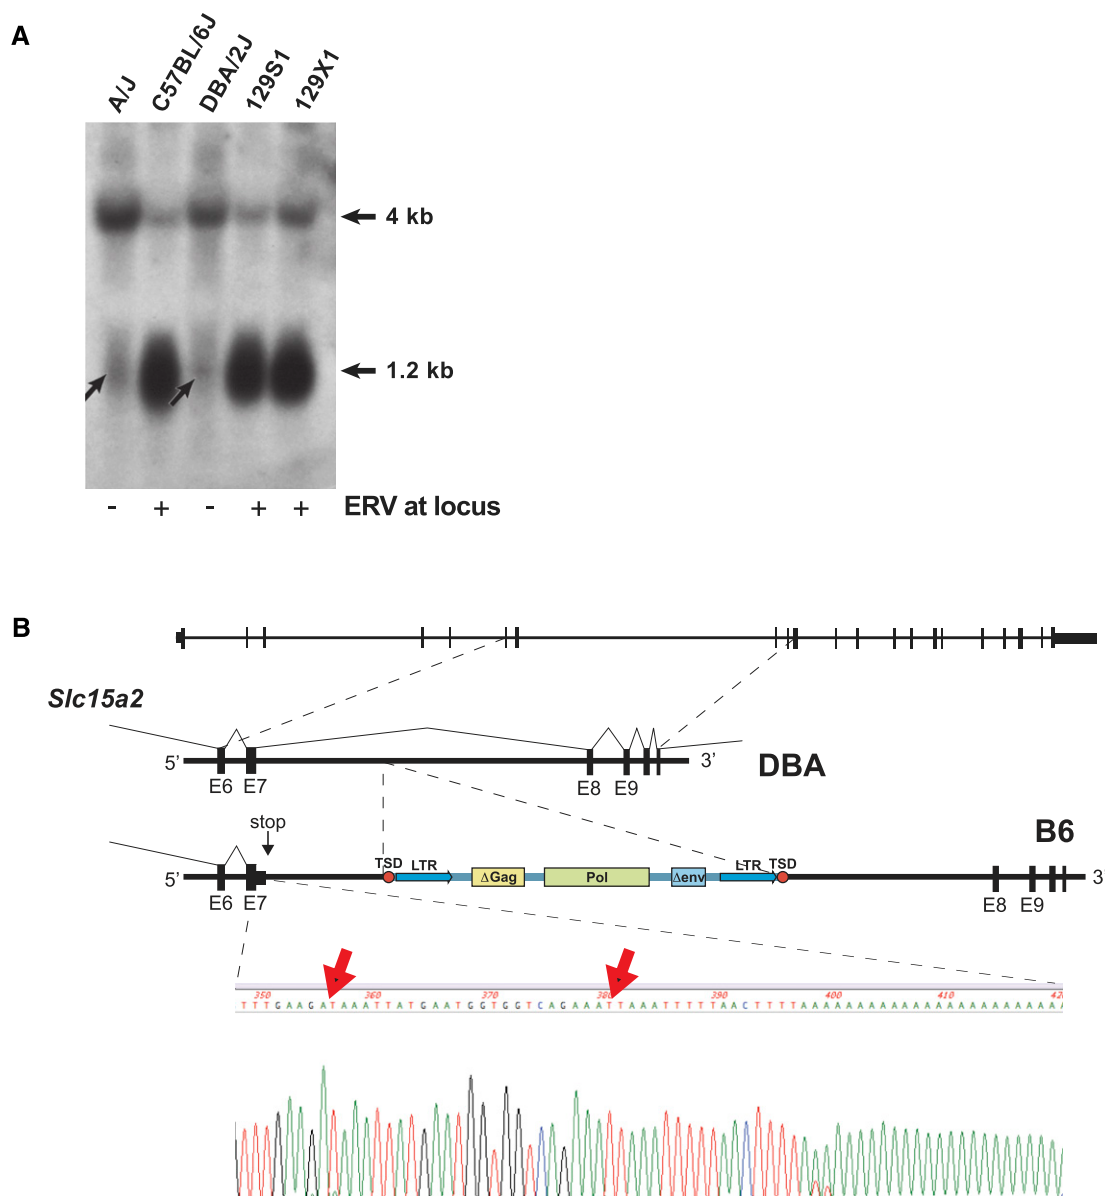 A
A/J C57BL/6J DBA/2J 129S1 129X1
4 kb
1.2 kb
- + - + + ERV at locus
B
Slc15a2
5' 3'
E6 E7 E8 E9
DBA
stop
B6
TSD LTR LTR TSD
5' ΔGag Pol Δenv 3
E6 E7 E8 E9
350 360 370 380 390 400 410 42
T T T G A A G A T A A A T T A T G A A T G G T G G T C A G A A A T T A A A T T T T T A A C T T T T A A A A A A A A A A A A A A A A A A A A A A A